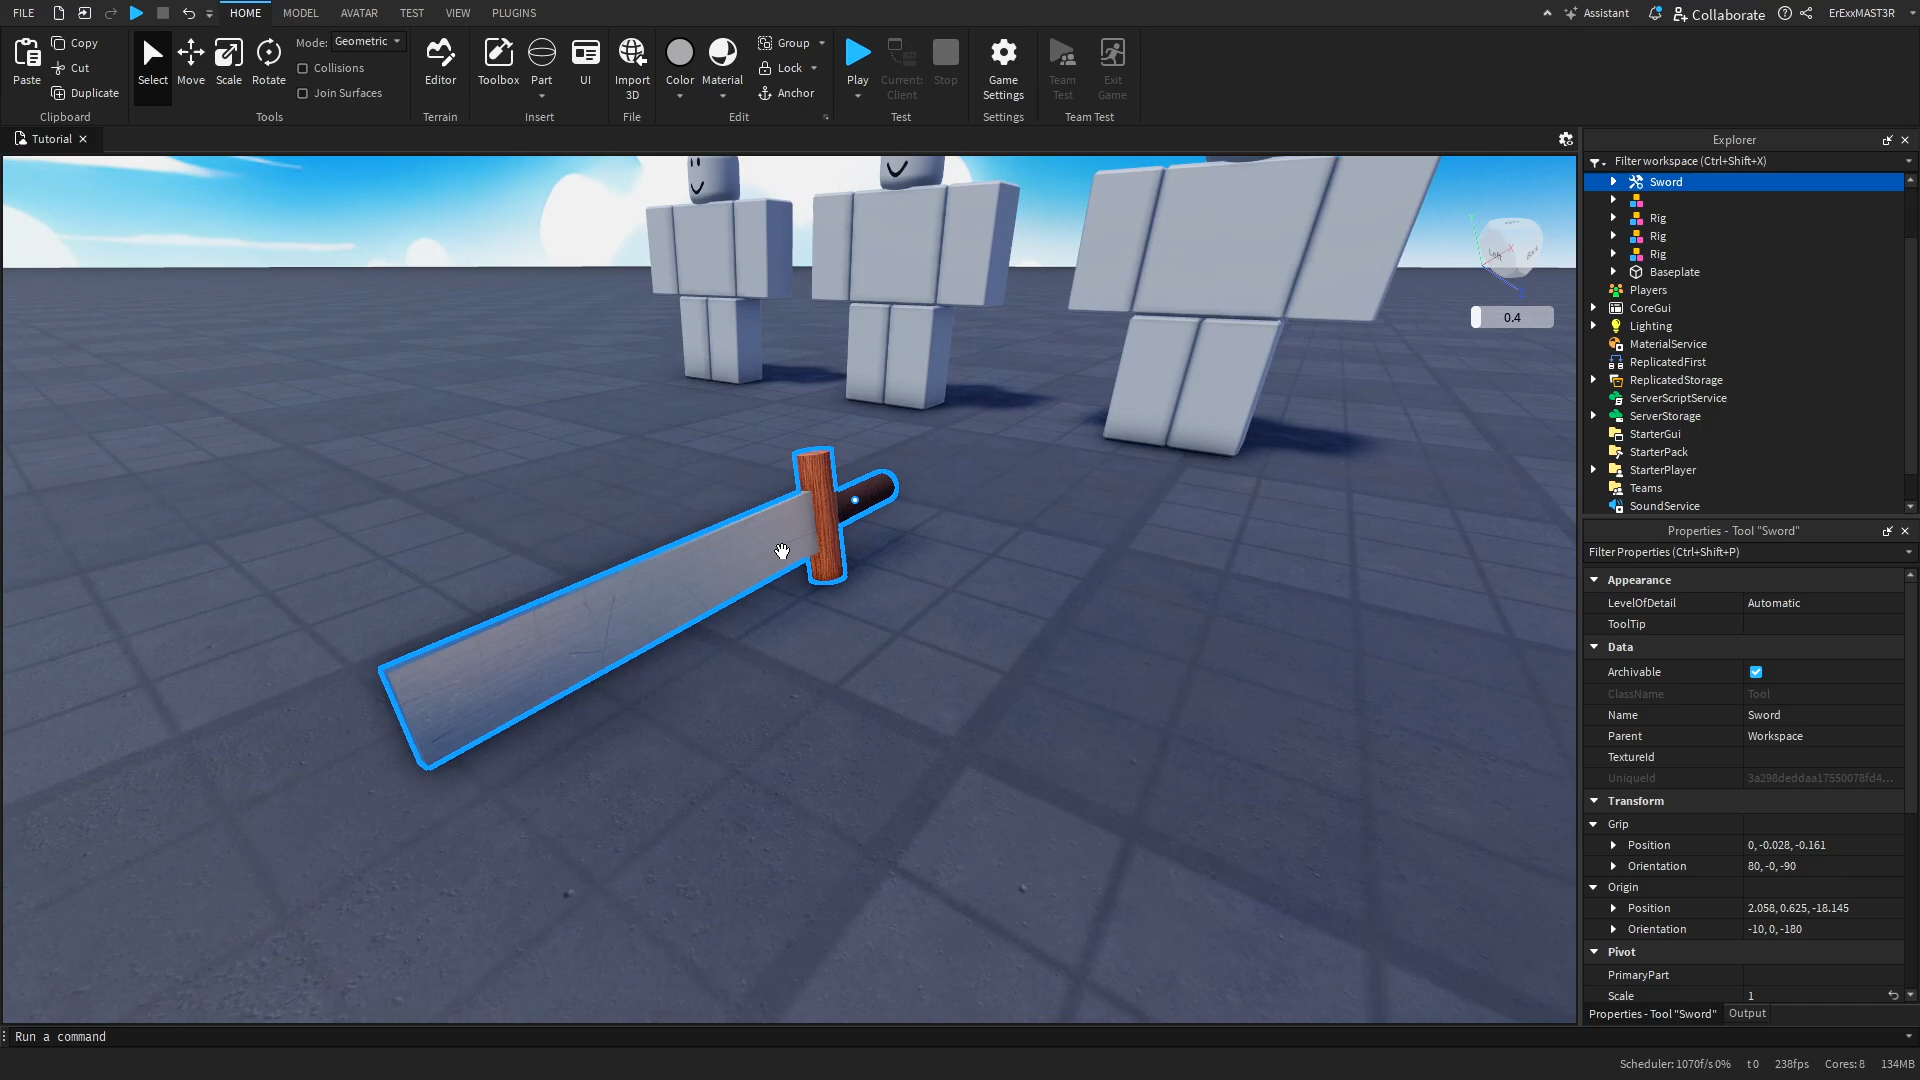 FILE HOME MODEL AVATAR TEST VIEW PLUGINS Assistant Collaborate ErExxMAST3R
Paste
Copy
Cut
Duplicate
Clipboard
Select Move Scale Rotate
Mode: Geometric
Collisions
Join Surfaces
Tools
Editor
Terrain
Toolbox Part UI
Insert
Import
3D
File
Color Material
Group
Lock
Anchor
Edit
Play Current: Client Stop
Test
Game
Settings
Settings
Team
Test
Exit
Game
Team Test
Tutorial
0.4
Explorer
Filter workspace (Ctrl+Shift+X)
Sword
Rig
Rig
Rig
Baseplate
Players
CoreGui
Lighting
MaterialService
ReplicatedFirst
ReplicatedStorage
ServerScriptService
ServerStorage
StarterGui
StarterPack
StarterPlayer
Teams
SoundService
Properties - Tool "Sword"
Filter Properties (Ctrl+Shift+P)
Appearance
LevelOfDetail Automatic
ToolTip
Data
Archivable
ClassName Tool
Name Sword
Parent Workspace
TextureId
UniqueId 3a298deddaa17550078fd4...
Transform
Grip
Position 0, -0.028, -0.161
Orientation 80, -0, -90
Origin
Position 2.058, 0.625, -18.145
Orientation -10, 0, -180
Pivot
PrimaryPart
Scale 1
Properties - Tool "Sword" Output
Run a command
Scheduler: 1070f/s 0% t 0 238fps Cores: 8 134MB